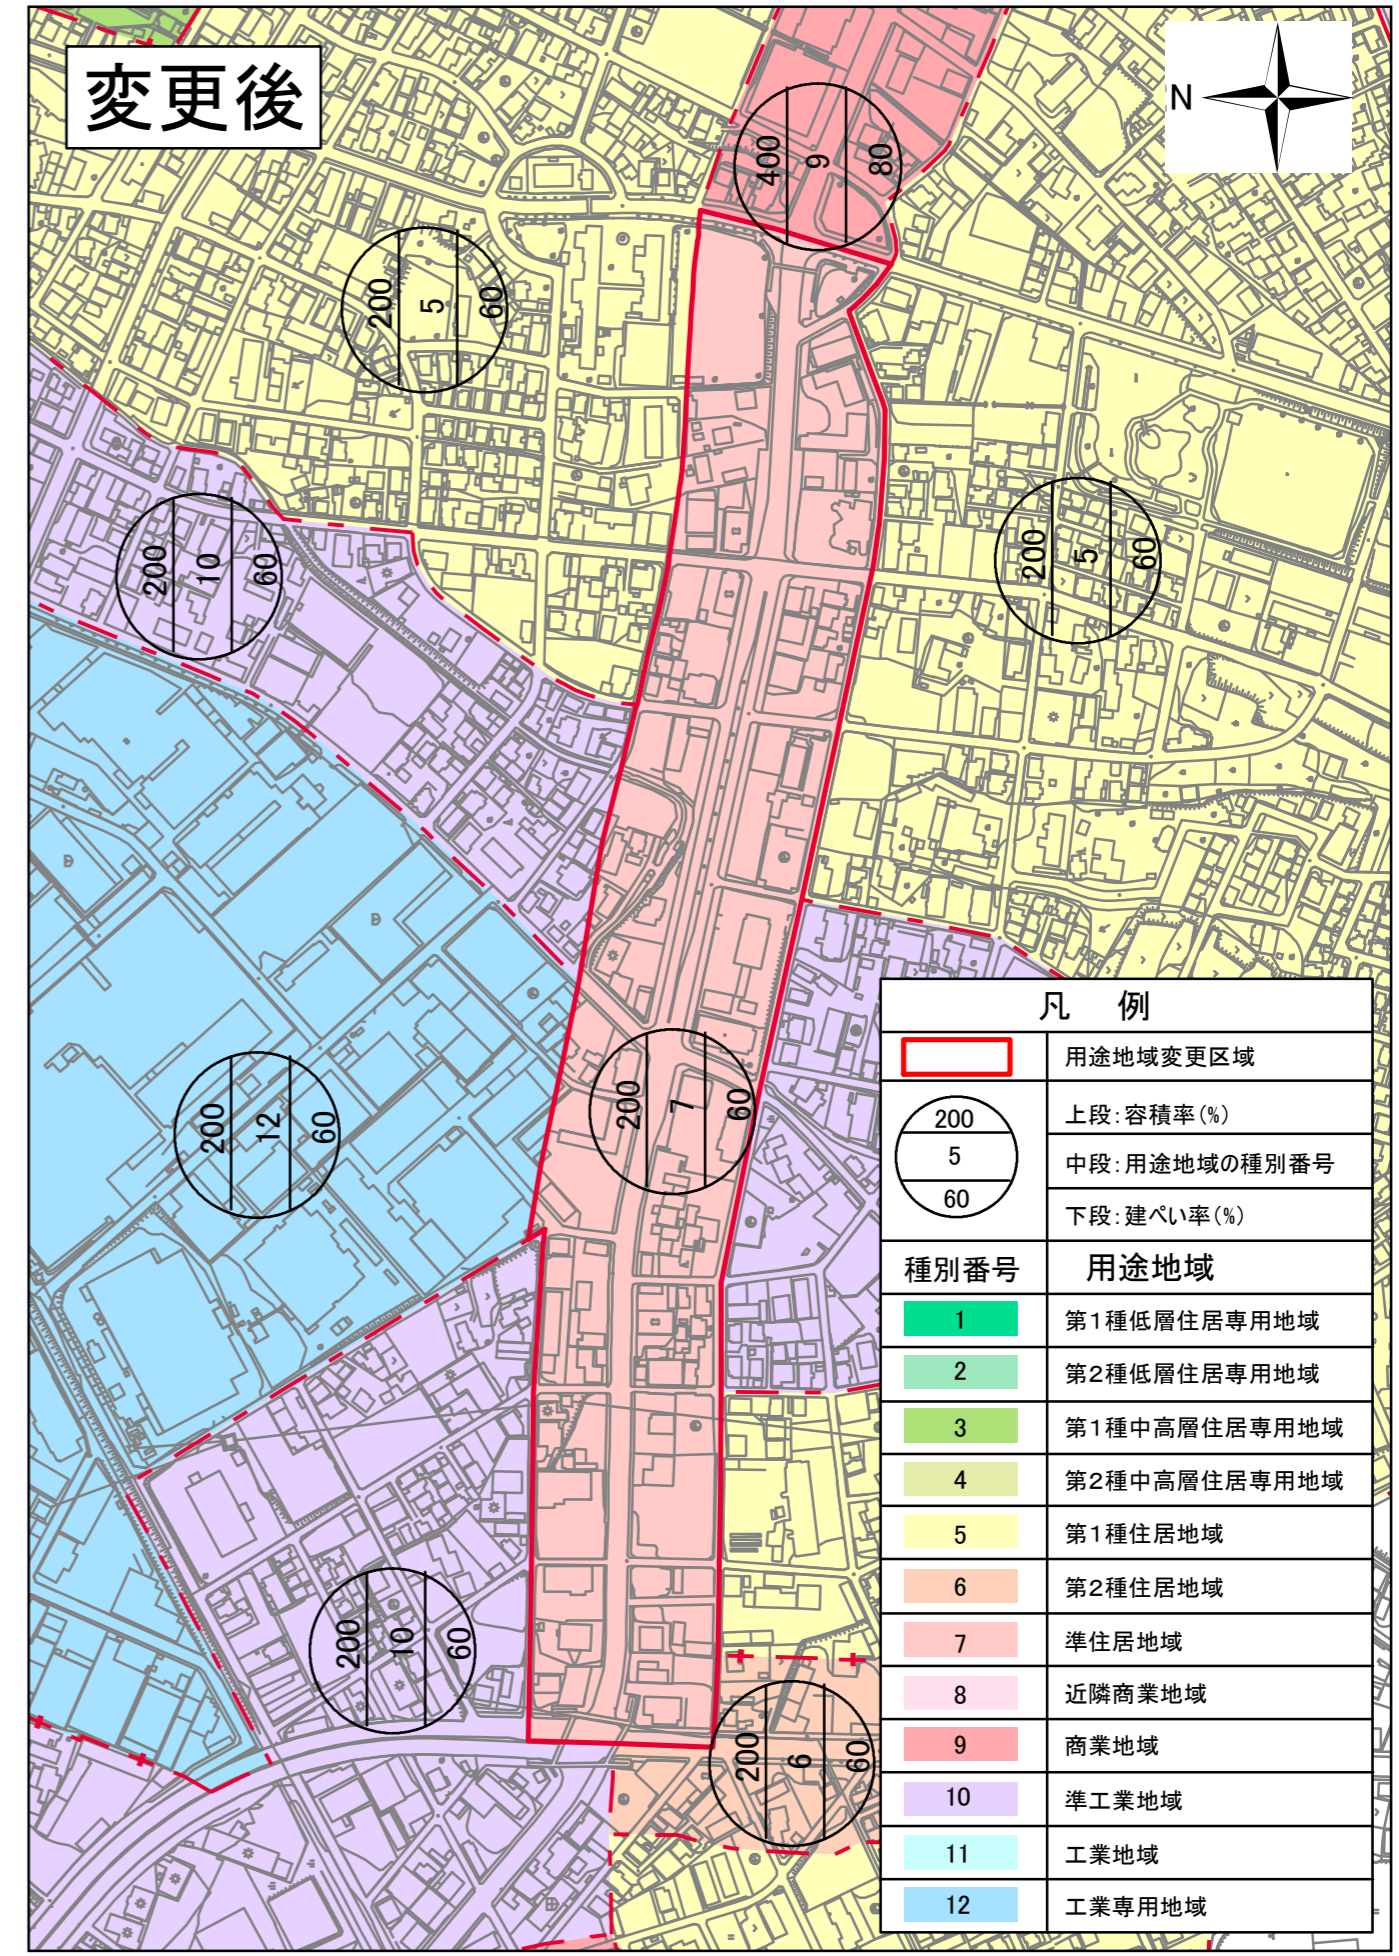 変更後
N
400
9
80
200
5
60
200
5
60
200
10
60
200
12
60
200
7
60
200
10
60
200
6
60
凡 例
用途地域変更区域
200
5
60
上段:容積率(%)
中段:用途地域の種別番号
下段:建ぺい率(%)
種別番号 用途地域
1 第1種低層住居専用地域
2 第2種低層住居専用地域
3 第1種中高層住居専用地域
4 第2種中高層住居専用地域
5 第1種住居地域
6 第2種住居地域
7 準住居地域
8 近隣商業地域
9 商業地域
10 準工業地域
11 工業地域
12 工業専用地域